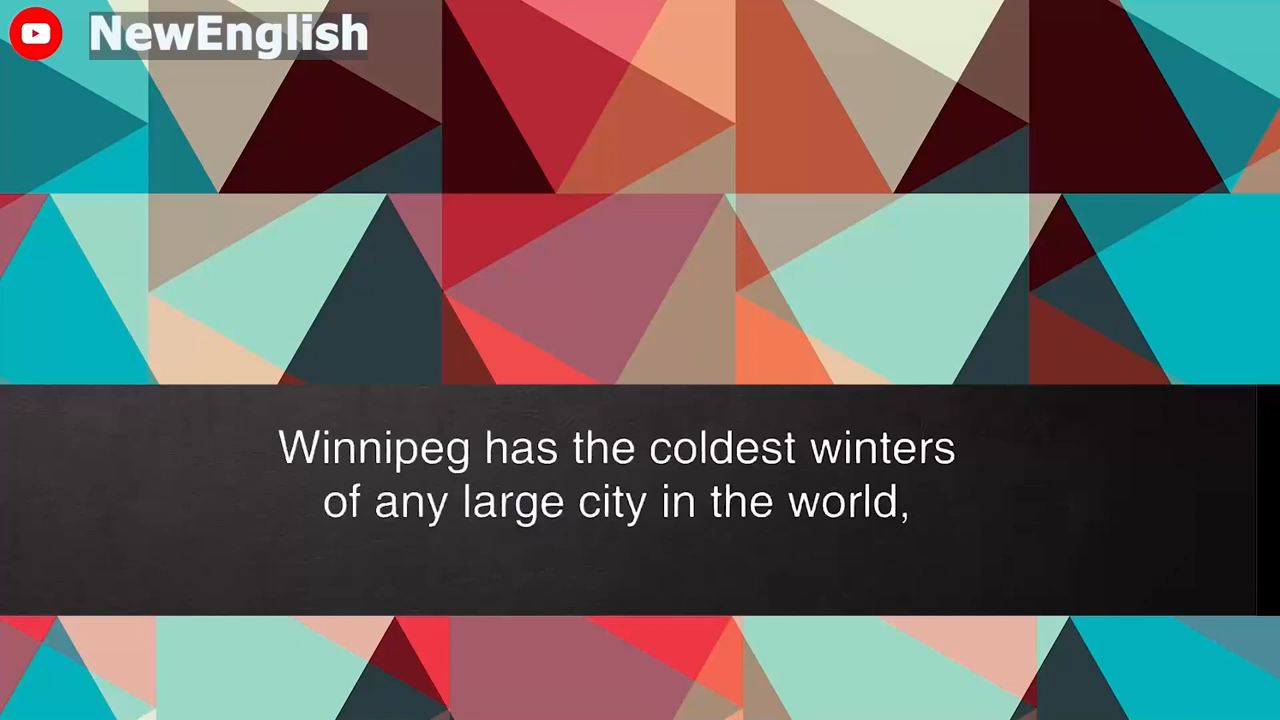 NewEnglish
Winnipeg has the coldest winters
of any large city in the world,